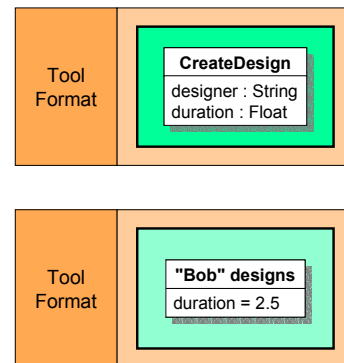 Tool
Format
CreateDesign
designer : String
duration : Float
Tool
Format
"Bob" designs
duration = 2.5